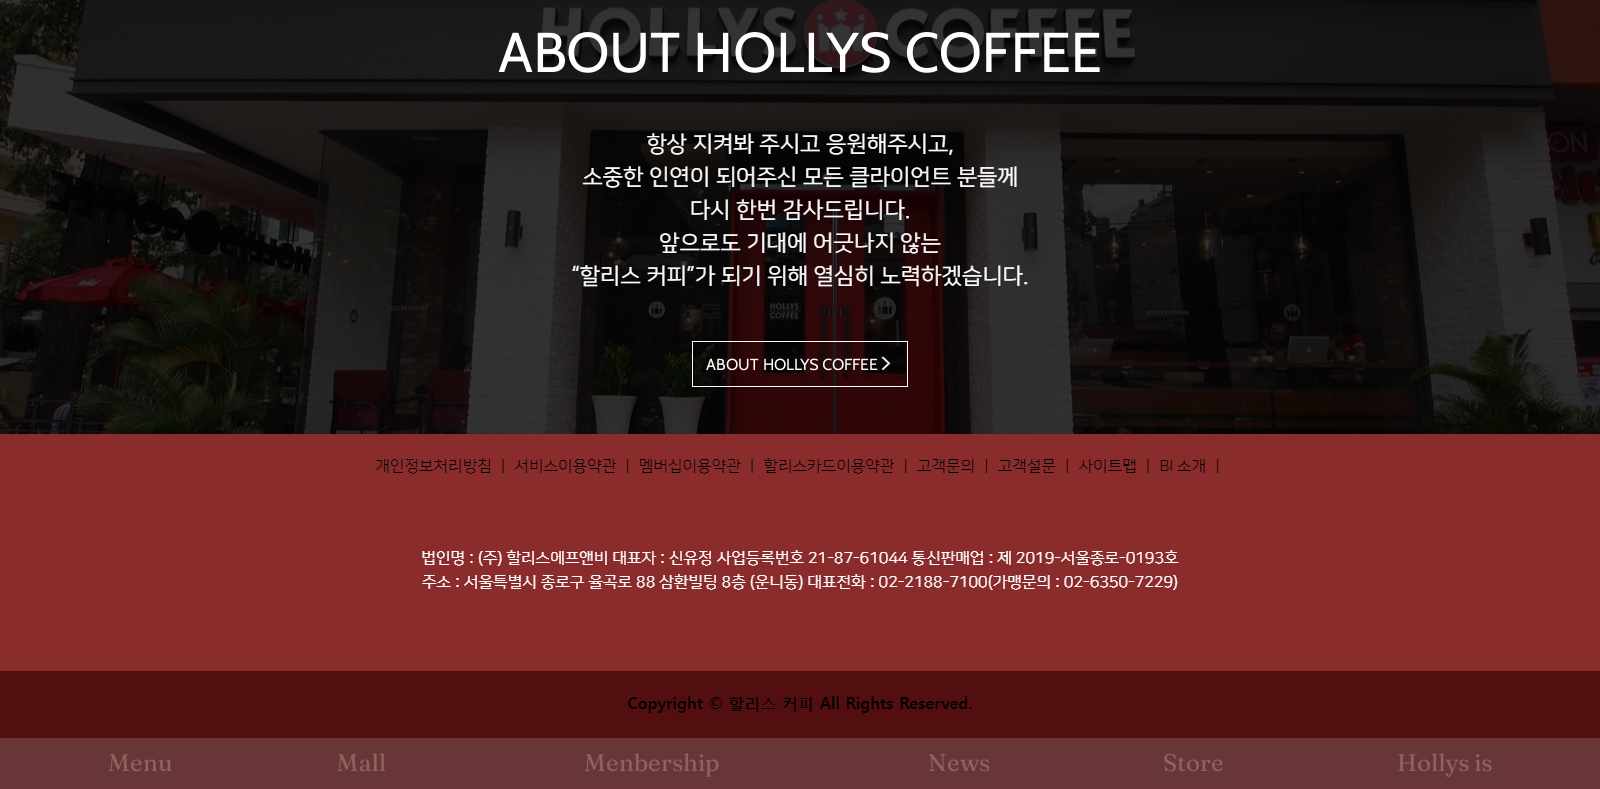 HOLLYS COFFEE
ABOUT HOLLYS COFFEE
항상 지켜봐 주시고 응원해주시고,
소중한 인연이 되어주신 모든 클라이언트 분들께
다시 한번 감사드립니다.
앞으로도 기대에 어긋나지 않는
“할리스 커피”가 되기 위해 열심히 노력하겠습니다.
HOLLYS COFFEE
HOLLYS COFFEE
ABOUT HOLLYS COFFEE >
개인정보처리방침 | 서비스이용약관 | 멤버십이용약관 | 할리스카드이용약관 | 고객문의 | 고객설문 | 사이트맵 | BI 소개 |
법인명 : (주) 할리스에프앤비 대표자 : 신유정 사업등록번호 21-87-61044 통신판매업 : 제 2019-서울종로-0193호
주소 : 서울특별시 종로구 율곡로 88 삼환빌팅 8층 (운니동) 대표전화 : 02-2188-7100(가맹문의 : 02-6350-7229)
Copyright © 할리스 커피 All Rights Reserved.
Menu Mall Menbership News Store Hollys is